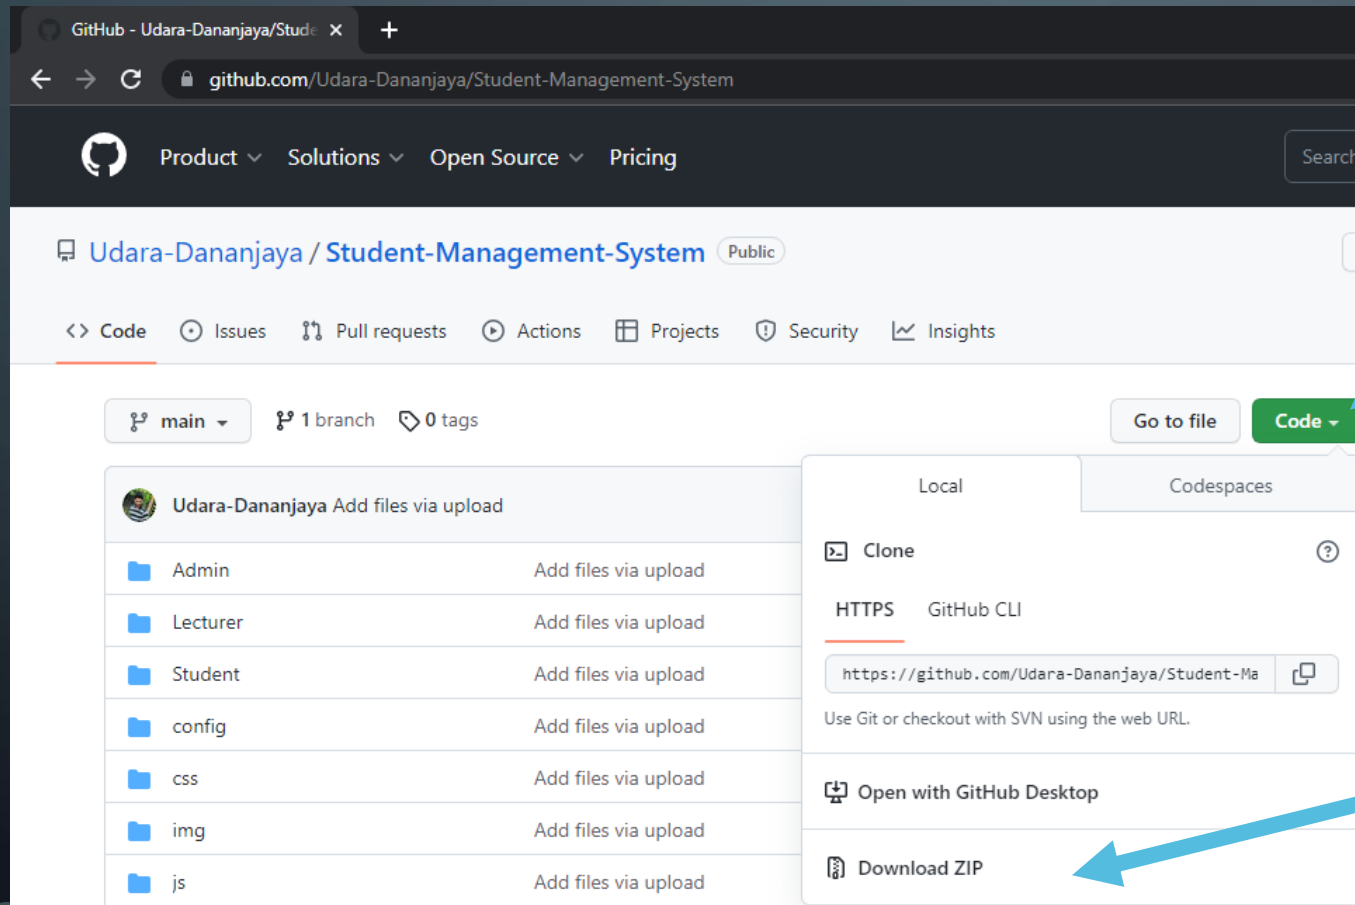 GitHub - Udara-Dananjaya/Stude
github.com/Udara-Dananjaya/Student-Management-System
Product Solutions Open Source Pricing
Search
Udara-Dananjaya / Student-Management-System Public
Code Issues Pull requests Actions Projects Security Insights
main 1 branch 0 tags Go to file Code
Local Codespaces
Udara-Dananjaya Add files via upload
Clone
Admin Add files via upload
HTTPS GitHub CLI
Lecturer Add files via upload
https://github.com/Udara-Dananjaya/Student-Ma
Student Add files via upload
Use Git or checkout with SVN using the web URL.
config Add files via upload
css Add files via upload
Open with GitHub Desktop
img Add files via upload
Download ZIP
js Add files via upload